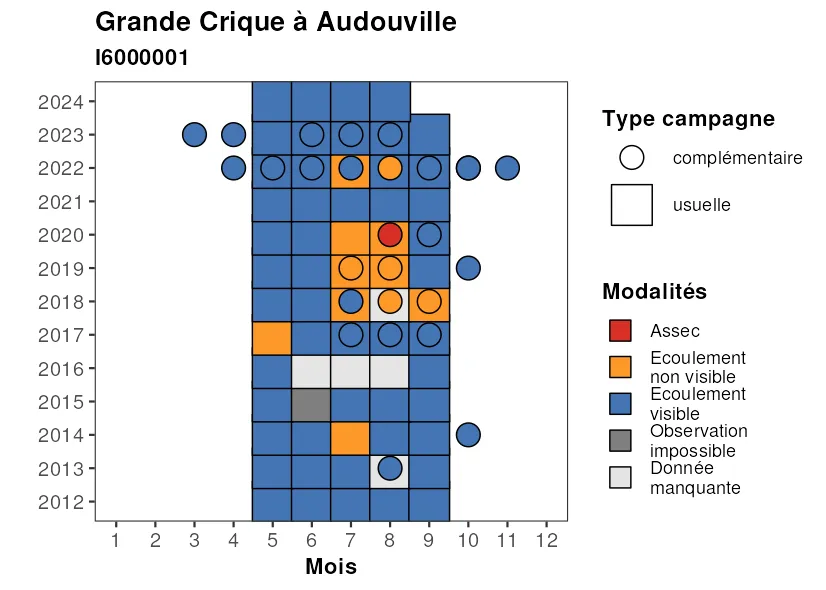 Grande Crique à Audouville
I6000001
2024
2023
2022
2021
2020
2019
2018
2017
2016
2015
2014
2013
2012
1 2 3 4 5 6 7 8 9 10 11 12
Mois
Type campagne
complémentaire
usuelle
Modalités
Assec
Ecoulement
non visible
Ecoulement
visible
Observation
impossible
Donnée
manquante